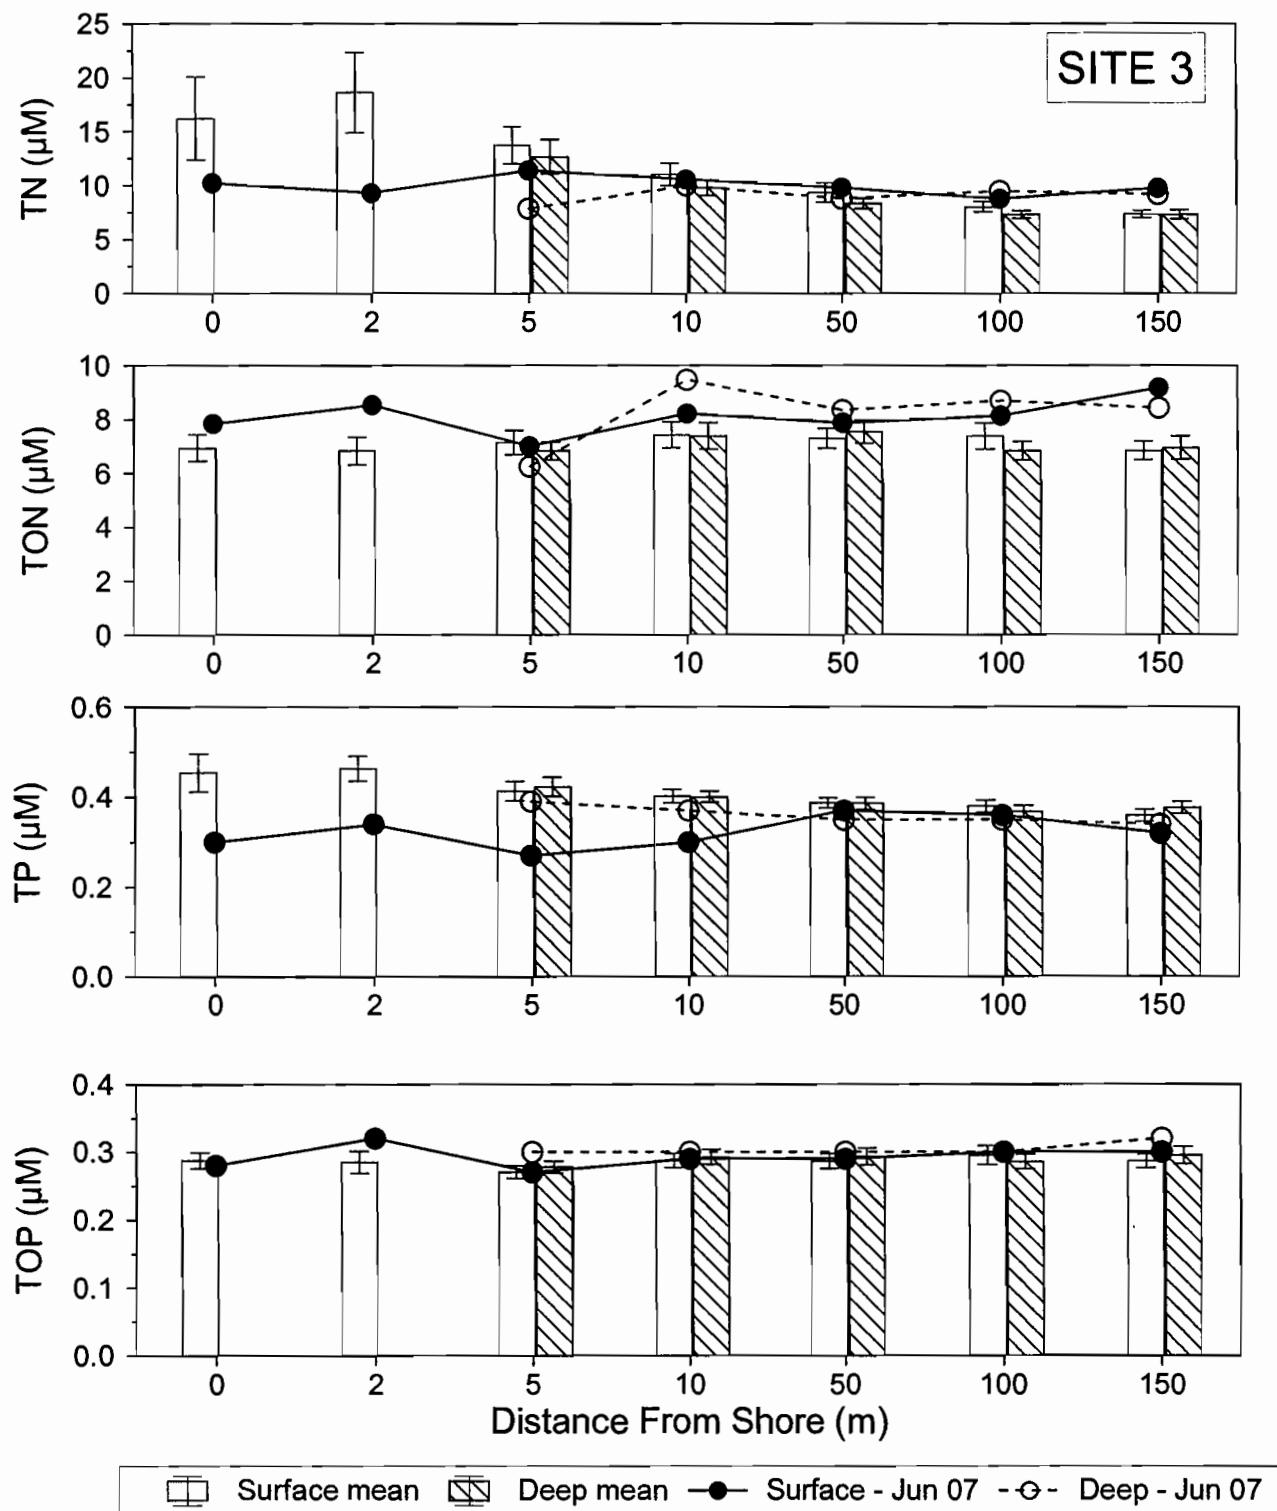 SITE 3
TN (µM)
25
20
15
10
5
0
0 2 5 10 50 100 150
TON (µM)
10
8
6
4
2
0
0 2 5 10 50 100 150
TP (µM)
0.6
0.4
0.2
0.0
0 2 5 10 50 100 150
TOP (µM)
0.4
0.3
0.2
0.1
0.0
0 2 5 10 50 100 150
Distance From Shore (m)
Surface mean Deep mean Surface - Jun 07 Deep - Jun 07